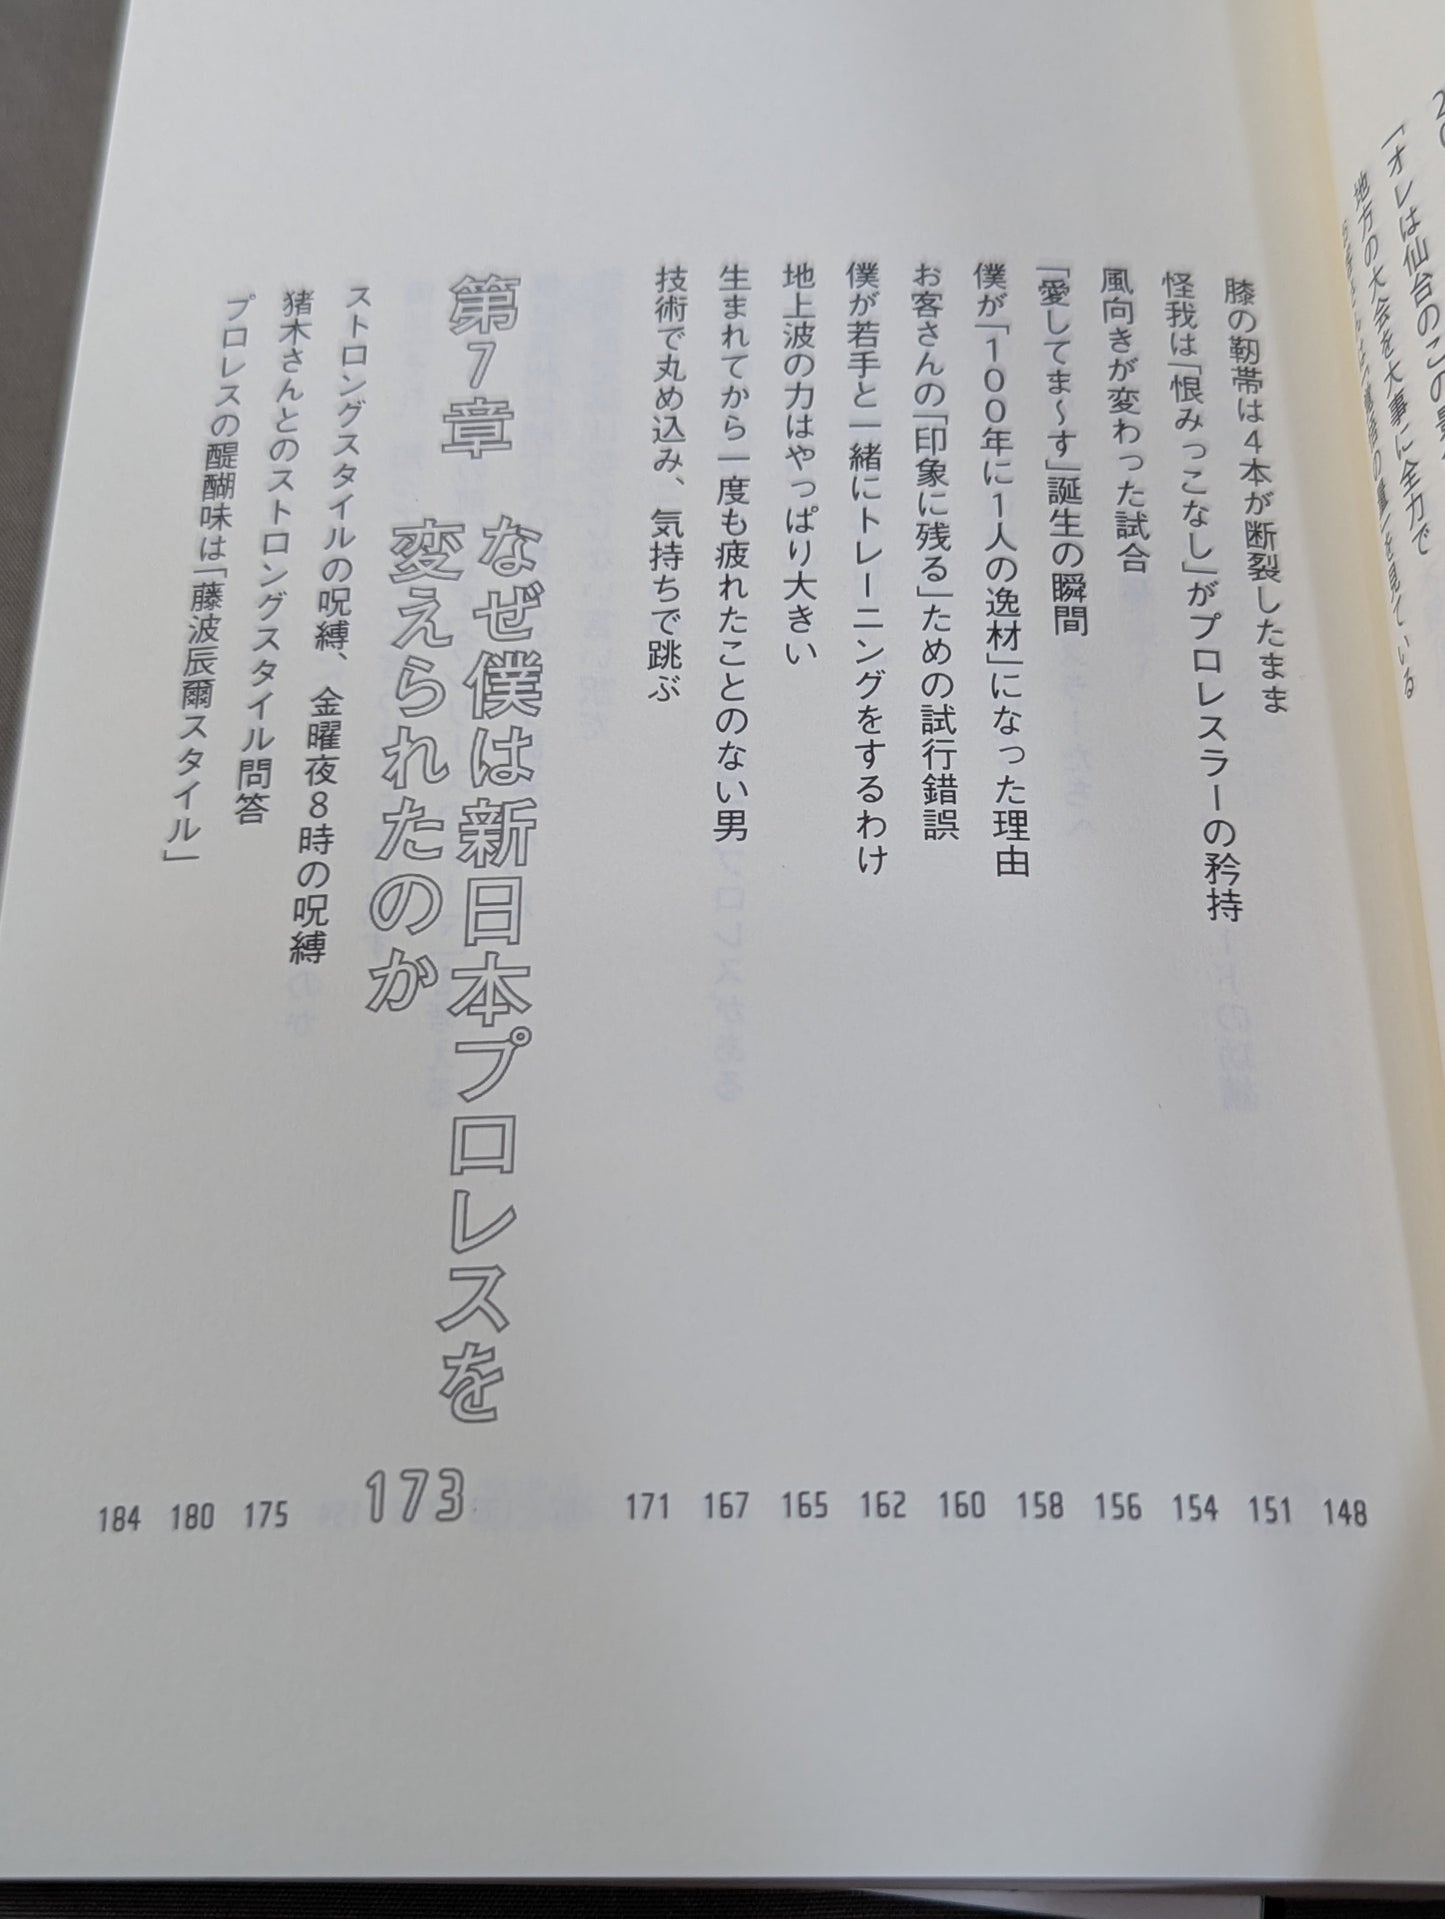 「オレは仙台のこの
地方の大会を大事に全力で
膝の靭帯は4本が断裂したまま 148
怪我は「恨みっこなし」がプロレスラーの矜持 151
風向きが変わった試合 154
「愛してま〜す」誕生の瞬間 156
僕が「100年に1人の逸材」になった理由 158
お客さんの「印象に残る」ための試行錯誤 160
僕が若手と一緒にトレーニングをするわけ 162
地上波の力はやっぱり大きい 165
生まれてから一度も疲れたことのない男 167
技術で丸め込み、気持ちで跳ぶ 171
第7章 なぜ僕は新日本プロレスを
変えられたのか 173
ストロングスタイルの呪縛、金曜夜8時の呪縛 175
猪木さんとのストロングスタイル問答 180
プロレスの醍醐味は「藤波辰爾スタイル」 184